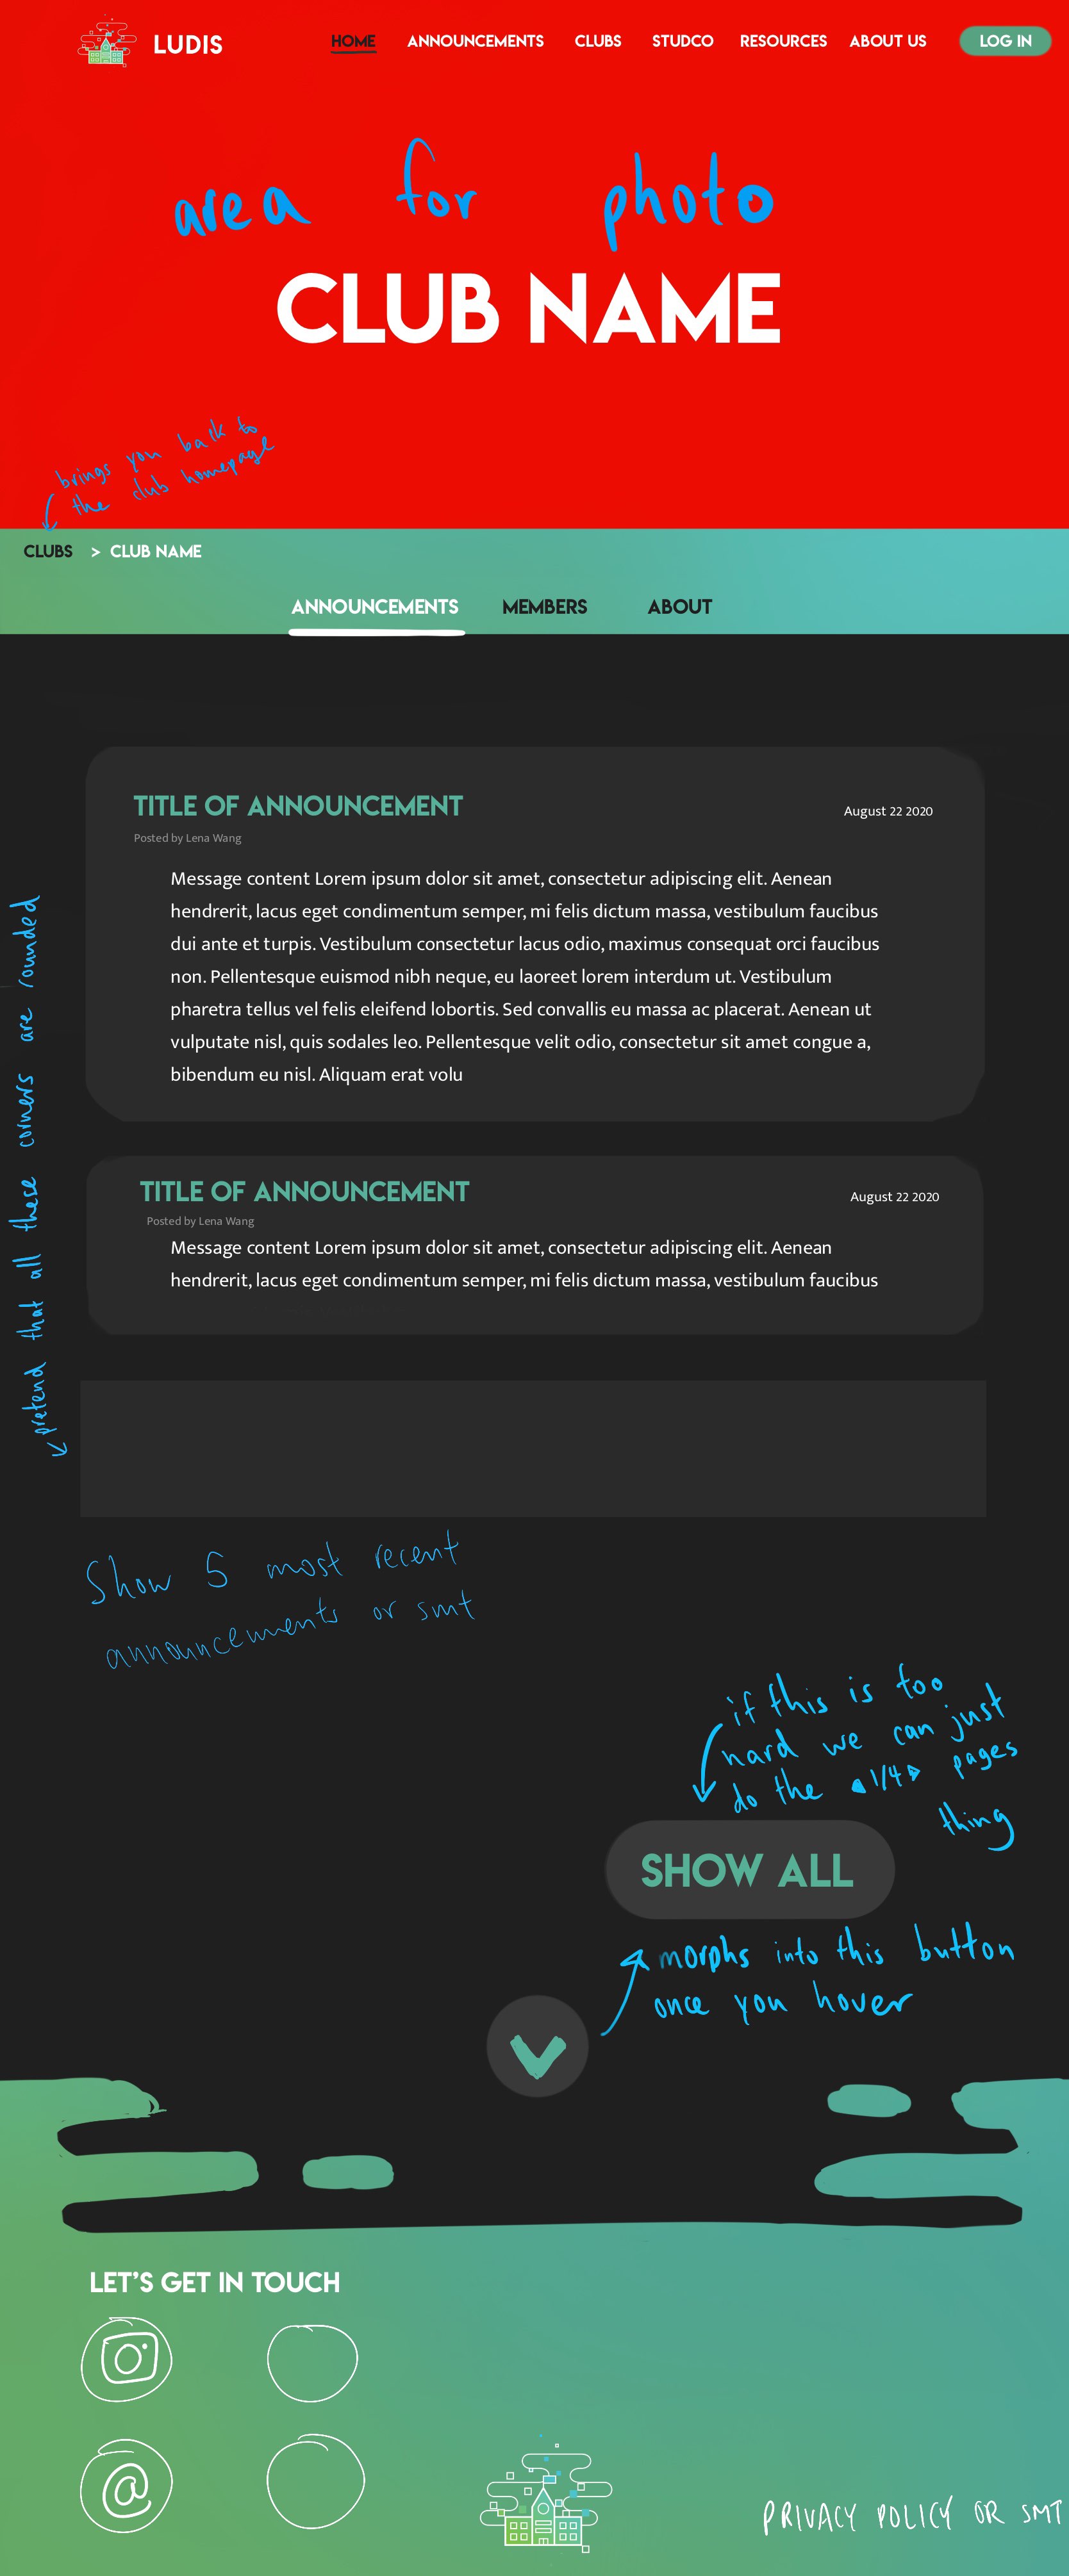 LUDIS
HOME ANNOUNCEMENTS CLUBS STUDCO RESOURCES ABOUT US LOG IN
area for photo
CLUB NAME
brings you back to
the club homepage
CLUBS > CLUB NAME
ANNOUNCEMENTS MEMBERS ABOUT
TITLE OF ANNOUNCEMENT
August 22 2020
Posted by Lena Wang
Message content Lorem ipsum dolor sit amet, consectetur adipiscing elit. Aenean
hendrerit, lacus eget condimentum semper, mi felis dictum massa, vestibulum faucibus
dui ante et turpis. Vestibulum consectetur lacus odio, maximus consequat orci faucibus
non. Pellentesque euismod nibh neque, eu laoreet lorem interdum ut. Vestibulum
pharetra tellus vel felis eleifend lobortis. Sed convallis eu massa ac placerat. Aenean ut
vulputate nisl, quis sodales leo. Pellentesque velit odio, consectetur sit amet congue a,
bibendum eu nisl. Aliquam erat volu
pretend that all these corners are rounded
TITLE OF ANNOUNCEMENT
August 22 2020
Posted by Lena Wang
Message content Lorem ipsum dolor sit amet, consectetur adipiscing elit. Aenean
hendrerit, lacus eget condimentum semper, mi felis dictum massa, vestibulum faucibus
Show 5 most recent
announcements or smt
if this is too
hard we can just
do the ◀ 1/4 ▶ pages
thing
SHOW ALL
morphs into this button
once you hover
LET'S GET IN TOUCH
@
PRIVACY POLICY OR SMT